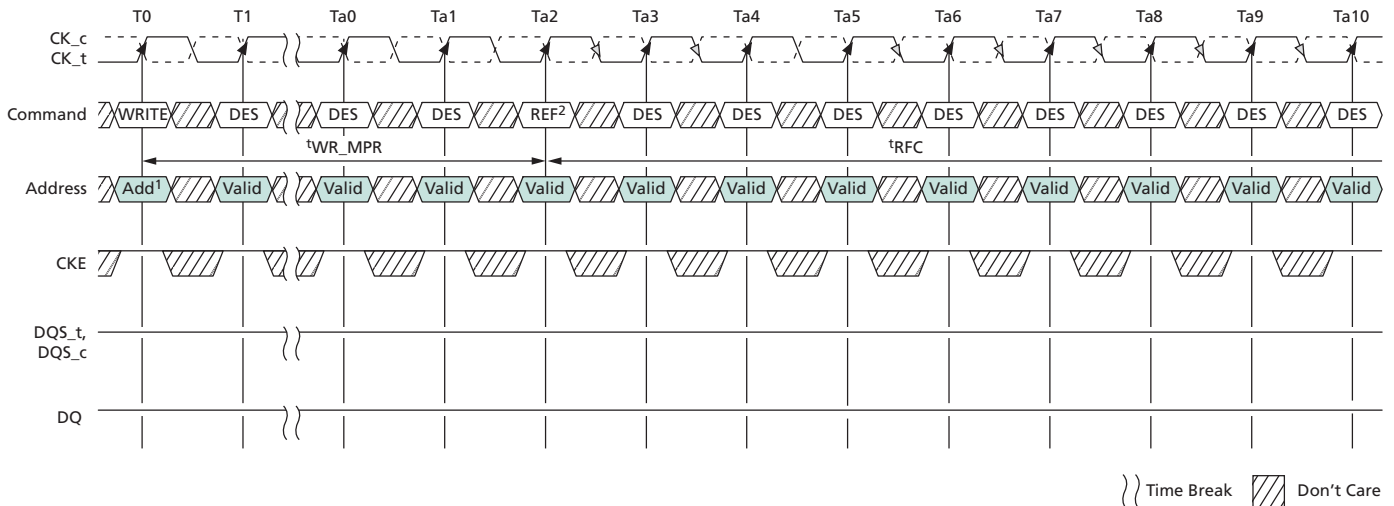 T0 T1 Ta0 Ta1 Ta2 Ta3 Ta4 Ta5 Ta6 Ta7 Ta8 Ta9 Ta10
CK_c
CK_t
Command WRITE DES DES DES REF² DES DES DES DES DES DES DES DES
ᵗWR_MPR ᵗRFC
Address Add¹ Valid Valid Valid Valid Valid Valid Valid Valid Valid Valid Valid Valid
CKE
DQS_t,
DQS_c
DQ
Time Break Don't Care